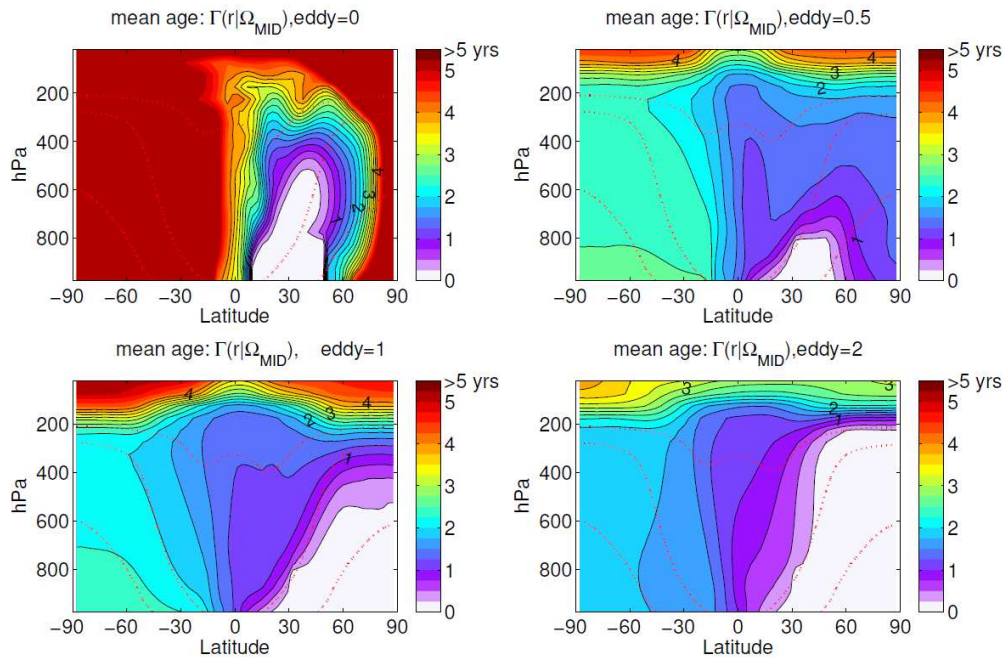 mean age: Γ(r|Ω_MID),eddy=0
hPa
200
400
600
800
−90 −60 −30 0 30 60 90
Latitude
1 2 3 4
>5 yrs
5
4
3
2
1
0
mean age: Γ(r|Ω_MID),eddy=0.5
hPa
200
400
600
800
−90 −60 −30 0 30 60 90
Latitude
4 3 4
2
1
>5 yrs
5
4
3
2
1
0
mean age: Γ(r|Ω_MID), eddy=1
hPa
200
400
600
800
−90 −60 −30 0 30 60 90
Latitude
2 3 4
1
>5 yrs
5
4
3
2
1
0
mean age: Γ(r|Ω_MID),eddy=2
hPa
200
400
600
800
−90 −60 −30 0 30 60 90
Latitude
3 3
2
1
>5 yrs
5
4
3
2
1
0